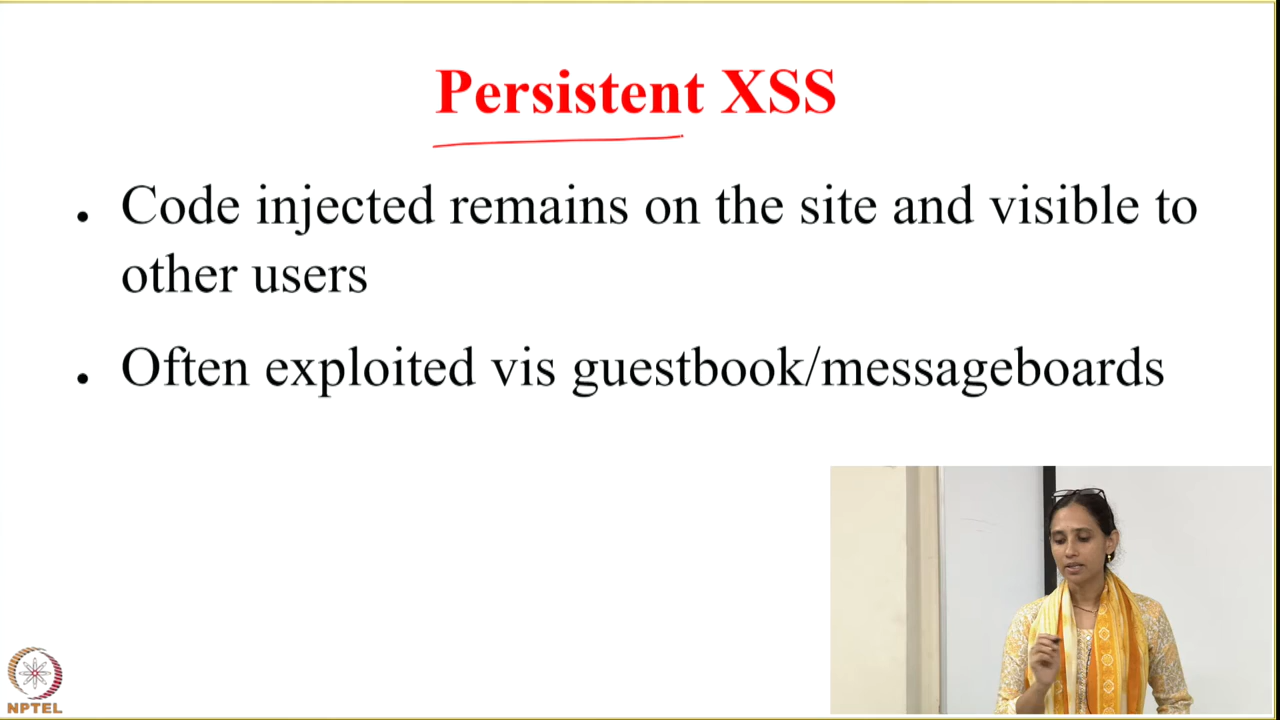 Persistent XSS
• Code injected remains on the site and visible to
other users
• Often exploited vis guestbook/messageboards
NPTEL